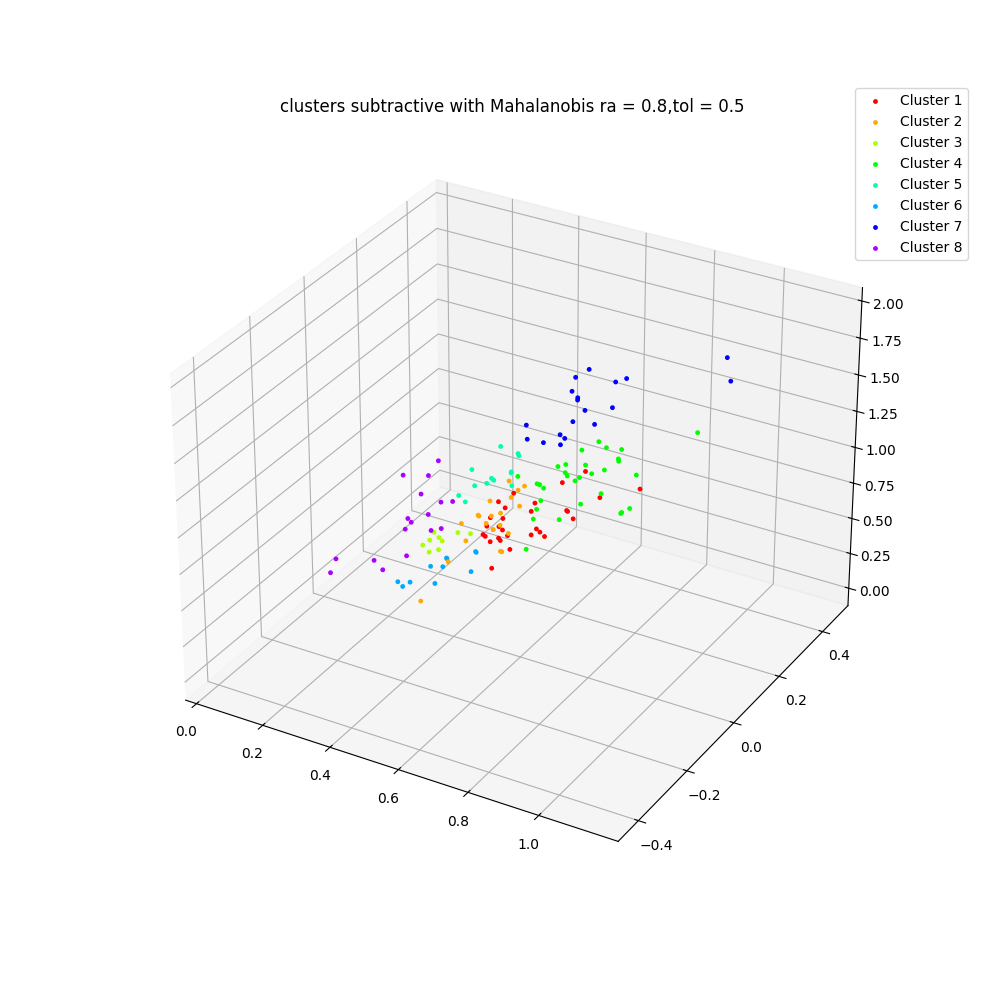 clusters subtractive with Mahalanobis ra = 0.8,tol = 0.5
Cluster 1
Cluster 2
Cluster 3
Cluster 4
Cluster 5
Cluster 6
Cluster 7
Cluster 8
2.00
1.75
1.50
1.25
1.00
0.75
0.50
0.25
0.00
0.4
0.2
0.0
−0.2
−0.4
0.0
0.2
0.4
0.6
0.8
1.0